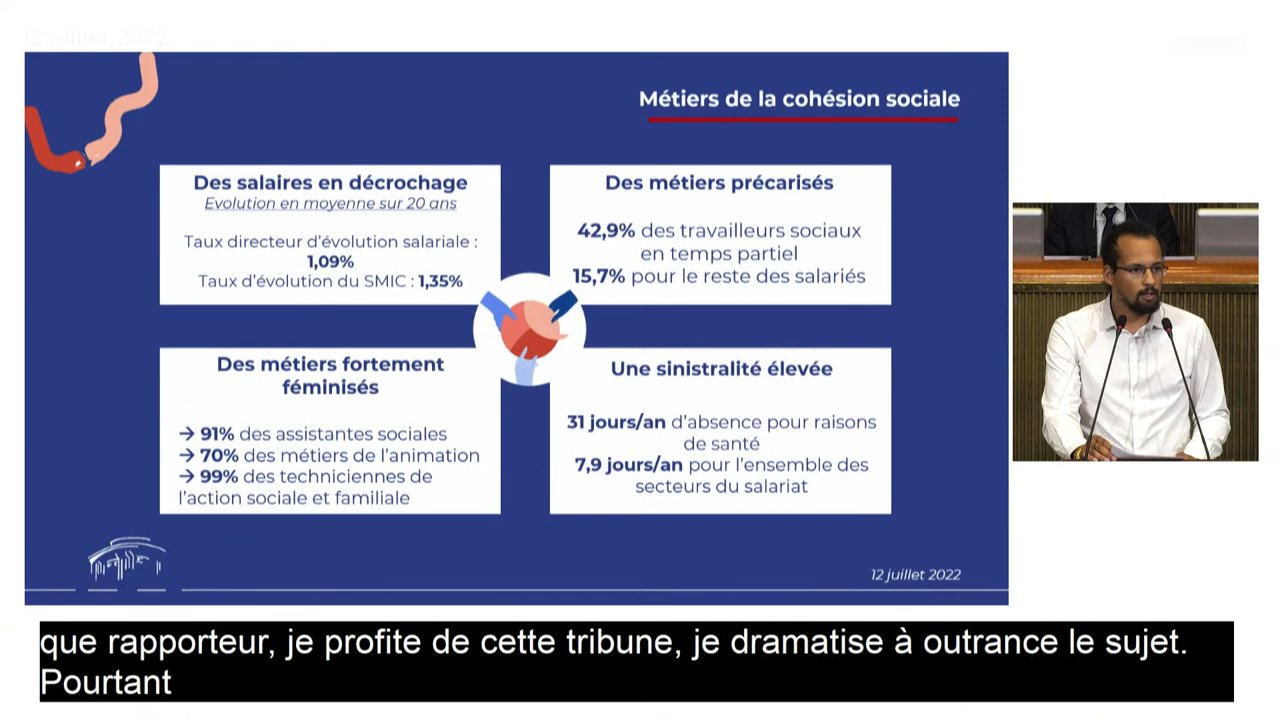 12 juillet 2022
Métiers de la cohésion sociale
Des salaires en décrochage
Evolution en moyenne sur 20 ans
Taux directeur d'évolution salariale :
1,09%
Taux d'évolution du SMIC : 1,35%
Des métiers précarisés
42,9% des travailleurs sociaux
en temps partiel
15,7% pour le reste des salariés
Des métiers fortement
féminisés
→ 91% des assistantes sociales
→ 70% des métiers de l'animation
→ 99% des techniciennes de
l'action sociale et familiale
Une sinistralité élevée
31 jours/an d'absence pour raisons
de santé
7,9 jours/an pour l'ensemble des
secteurs du salariat
12 juillet 2022
que rapporteur, je profite de cette tribune, je dramatise à outrance le sujet.
Pourtant